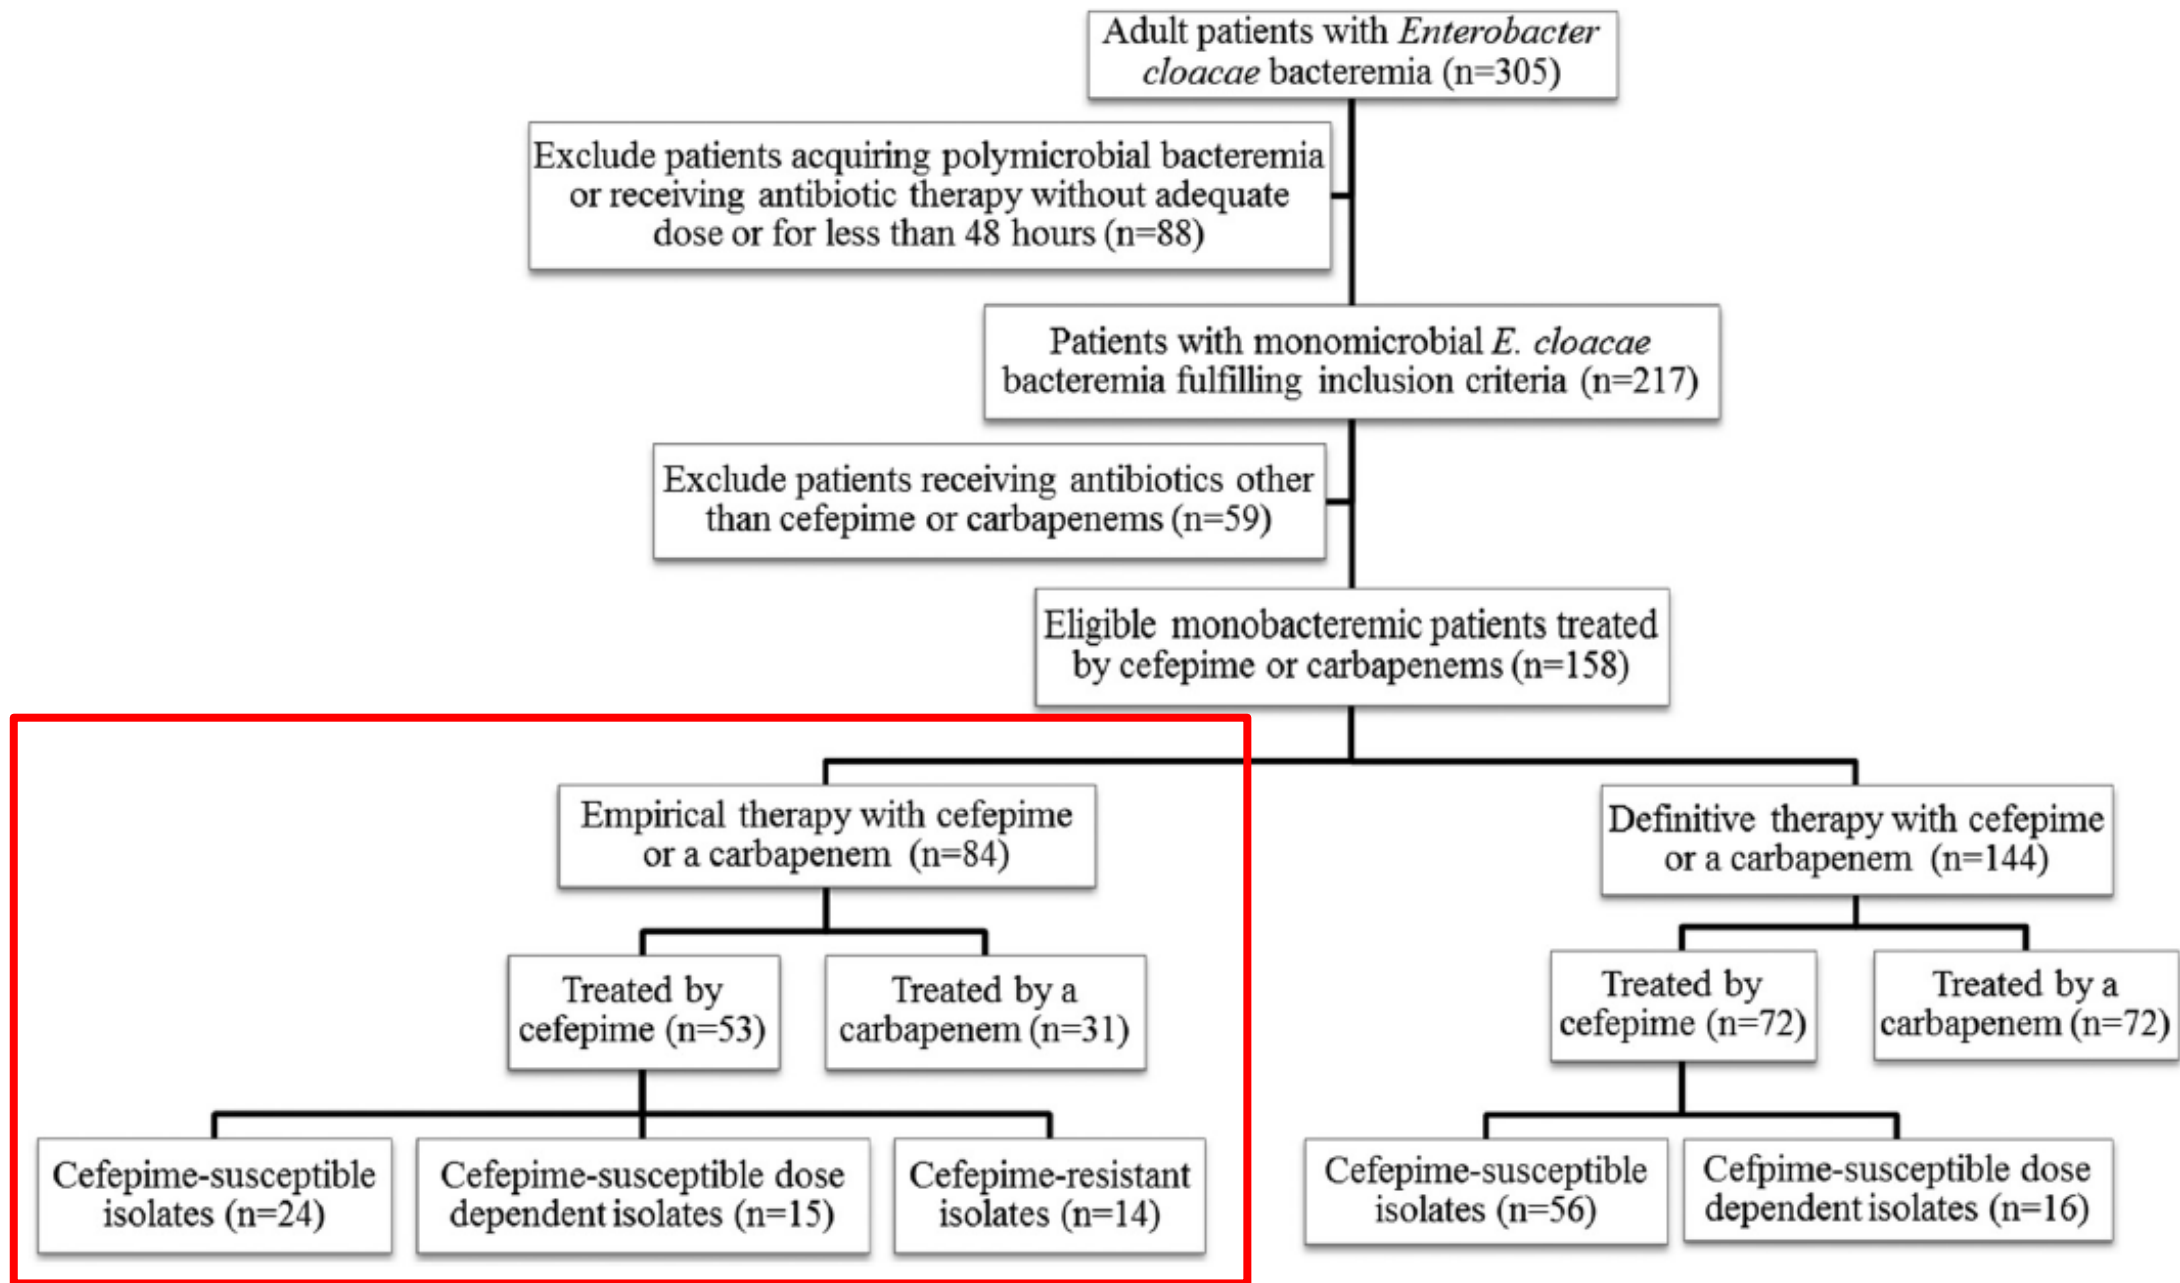 Adult patients with Enterobacter
cloacae bacteremia (n=305)
Exclude patients acquiring polymicrobial bacteremia
or receiving antibiotic therapy without adequate
dose or for less than 48 hours (n=88)
Patients with monomicrobial E. cloacae
bacteremia fulfilling inclusion criteria (n=217)
Exclude patients receiving antibiotics other
than cefepime or carbapenems (n=59)
Eligible monobacteremic patients treated
by cefepime or carbapenems (n=158)
Empirical therapy with cefepime
or a carbapenem (n=84)
Definitive therapy with cefepime
or a carbapenem (n=144)
Treated by
cefepime (n=53)
Treated by a
carbapenem (n=31)
Treated by
cefepime (n=72)
Treated by a
carbapenem (n=72)
Cefepime-susceptible
isolates (n=24)
Cefepime-susceptible dose
dependent isolates (n=15)
Cefepime-resistant
isolates (n=14)
Cefepime-susceptible
isolates (n=56)
Cefpime-susceptible dose
dependent isolates (n=16)